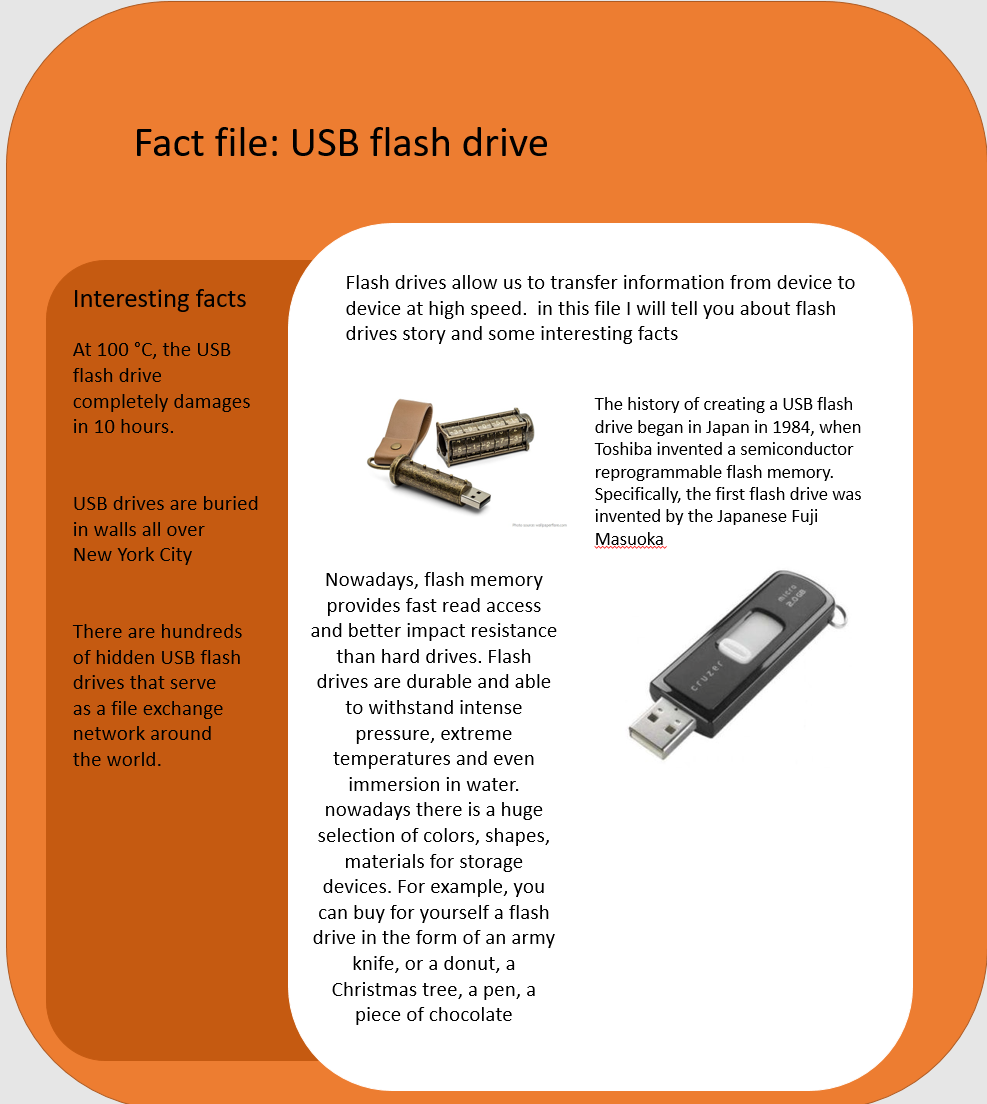 Fact file: USB flash drive
Interesting facts
At 100 °C, the USB
flash drive
completely damages
in 10 hours.
USB drives are buried
in walls all over
New York City
There are hundreds
of hidden USB flash
drives that serve
as a file exchange
network around
the world.
Flash drives allow us to transfer information from device to
device at high speed.  in this file I will tell you about flash
drives story and some interesting facts
The history of creating a USB flash
drive began in Japan in 1984, when
Toshiba invented a semiconductor
reprogrammable flash memory.
Specifically, the first flash drive was
invented by the Japanese Fuji
Masuoka
Nowadays, flash memory
provides fast read access
and better impact resistance
than hard drives. Flash
drives are durable and able
to withstand intense
pressure, extreme
temperatures and even
immersion in water.
nowadays there is a huge
selection of colors, shapes,
materials for storage
devices. For example, you
can buy for yourself a flash
drive in the form of an army
knife, or a donut, a
Christmas tree, a pen, a
piece of chocolate
micro
2.0GB
cruzer